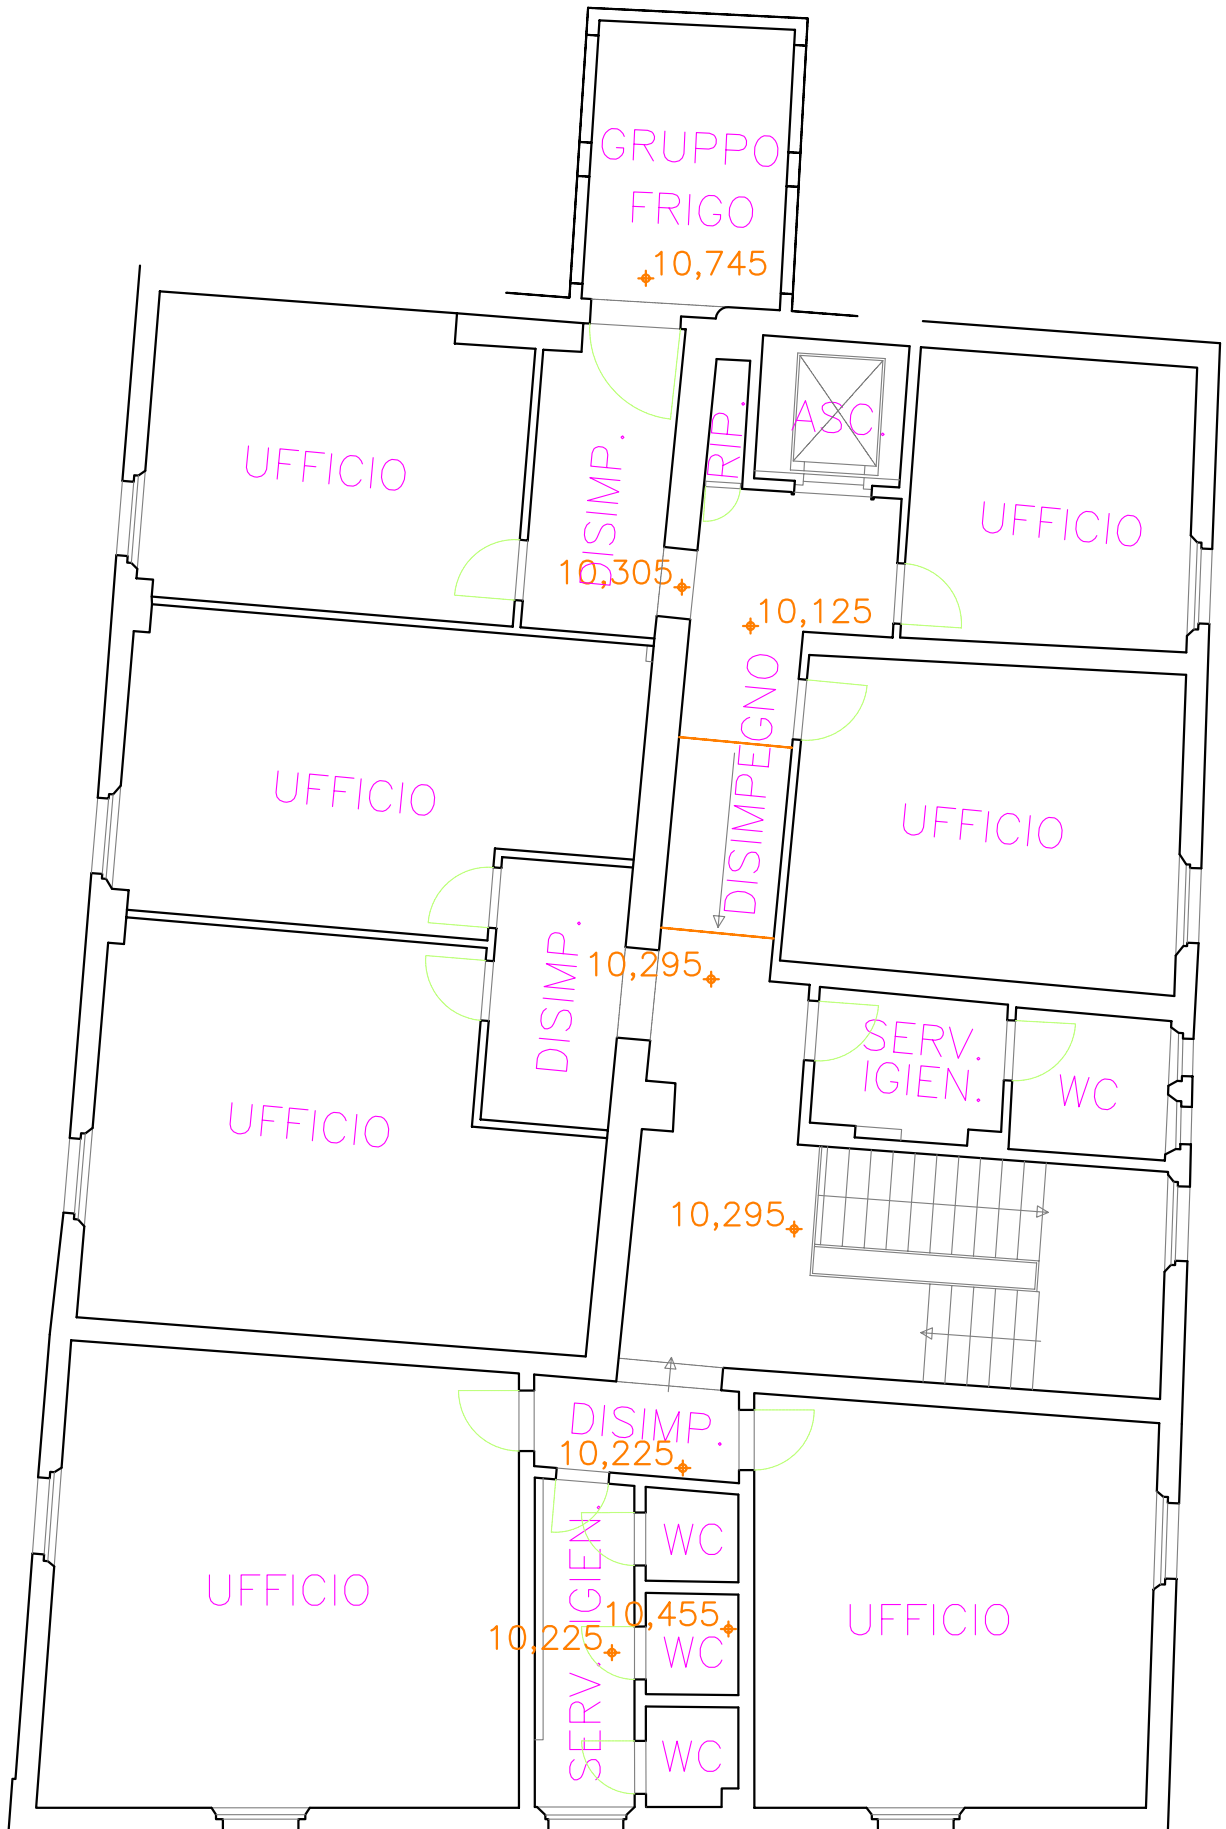 GRUPPO
FRIGO
10,745
ASC.
RIP.
UFFICIO
DISIMP.
UFFICIO
10,305
10,125
DISIMPEGNO
UFFICIO
UFFICIO
DISIMP.
10,295
SERV.
IGIEN.
WC
UFFICIO
10,295
DISIMP.
10,225
WC
SERV. IGIEN.
UFFICIO
10,455
UFFICIO
10,225
WC
WC